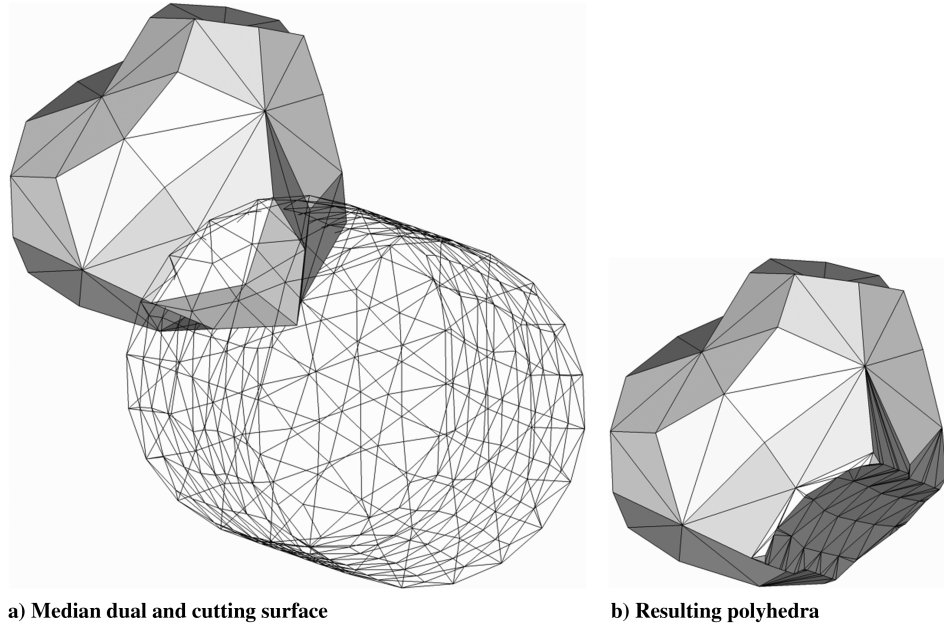 a) Median dual and cutting surface
b) Resulting polyhedra